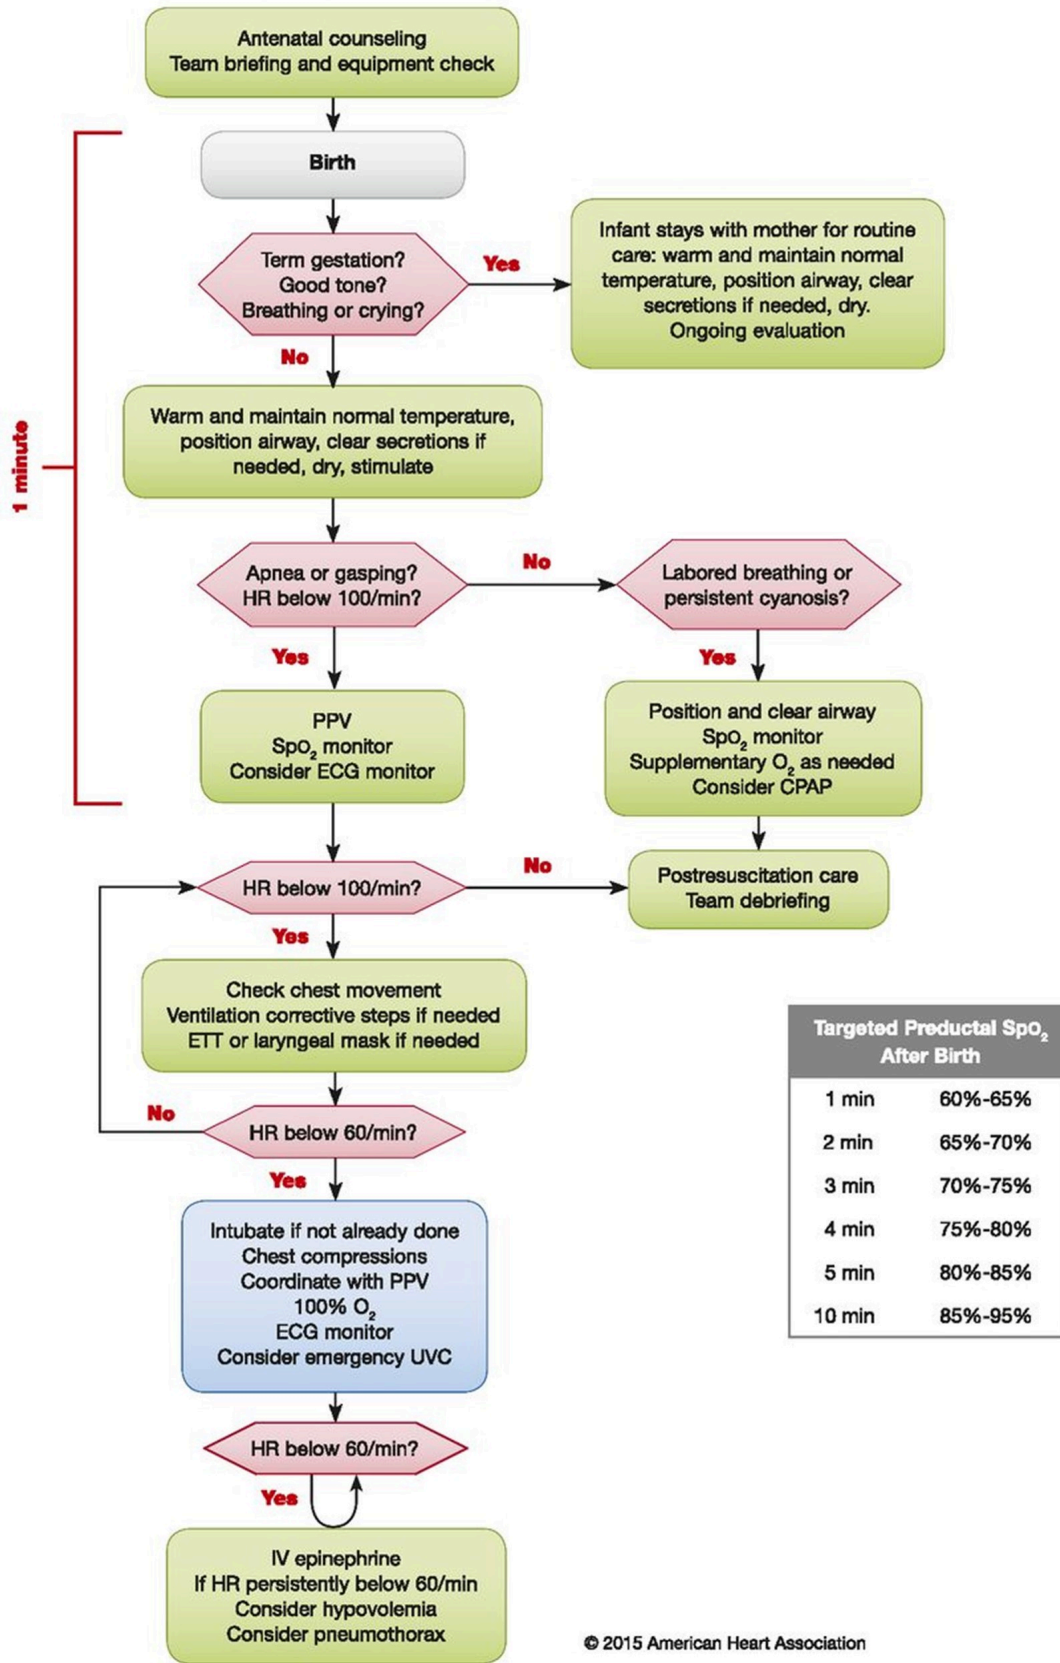 Antenatal counseling
Team briefing and equipment check
Birth
Term gestation?
Good tone?
Breathing or crying?
Yes
Infant stays with mother for routine
care: warm and maintain normal
temperature, position airway, clear
secretions if needed, dry.
Ongoing evaluation
No
1 minute
Warm and maintain normal temperature,
position airway, clear secretions if
needed, dry, stimulate
Apnea or gasping?
HR below 100/min?
No
Labored breathing or
persistent cyanosis?
Yes
Yes
PPV
SpO₂ monitor
Consider ECG monitor
Position and clear airway
SpO₂ monitor
Supplementary O₂ as needed
Consider CPAP
HR below 100/min?
No
Postresuscitation care
Team debriefing
Yes
Check chest movement
Ventilation corrective steps if needed
ETT or laryngeal mask if needed
No
HR below 60/min?
Yes
Intubate if not already done
Chest compressions
Coordinate with PPV
100% O₂
ECG monitor
Consider emergency UVC
HR below 60/min?
Yes
IV epinephrine
If HR persistently below 60/min
Consider hypovolemia
Consider pneumothorax
Targeted Preductal SpO₂
After Birth
1 min 60%-65%
2 min 65%-70%
3 min 70%-75%
4 min 75%-80%
5 min 80%-85%
10 min 85%-95%
© 2015 American Heart Association